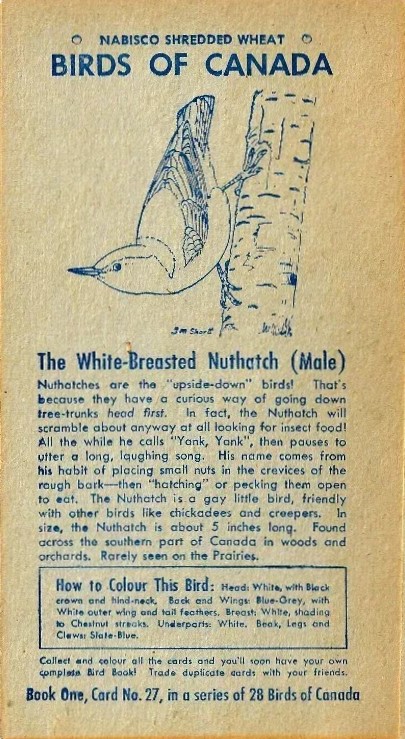 NABISCO SHREDDED WHEAT
BIRDS OF CANADA
The White-Breasted Nuthatch (Male)
Nuthatches are the "upside-down" birds! That's
because they have a curious way of going down
tree-trunks head first. In fact, the Nuthatch will
scramble about anyway at all looking for insect food!
All the while he calls "Yank, Yank", then pauses to
utter a long, laughing song. His name comes from
his habit of placing small nuts in the crevices of the
rough bark—then "hatching" or pecking them open
to eat. The Nuthatch is a gay little bird, friendly
with other birds like chickadees and creepers. In
size, the Nuthatch is about 5 inches long. Found
across the southern part of Canada in woods and
orchards. Rarely seen on the Prairies.
How to Colour This Bird: Head: White, with Black
crown and hind-neck. Back and Wings: Blue-Grey, with
White outer wing and tail feathers. Breast: White, shading
to Chestnut streaks. Underparts: White. Beak, Legs and
Claws: Slate-Blue.
Collect and colour all the cards and you'll soon have your own
complete Bird Book! Trade duplicate cards with your friends.
Book One, Card No. 27, in a series of 28 Birds of Canada